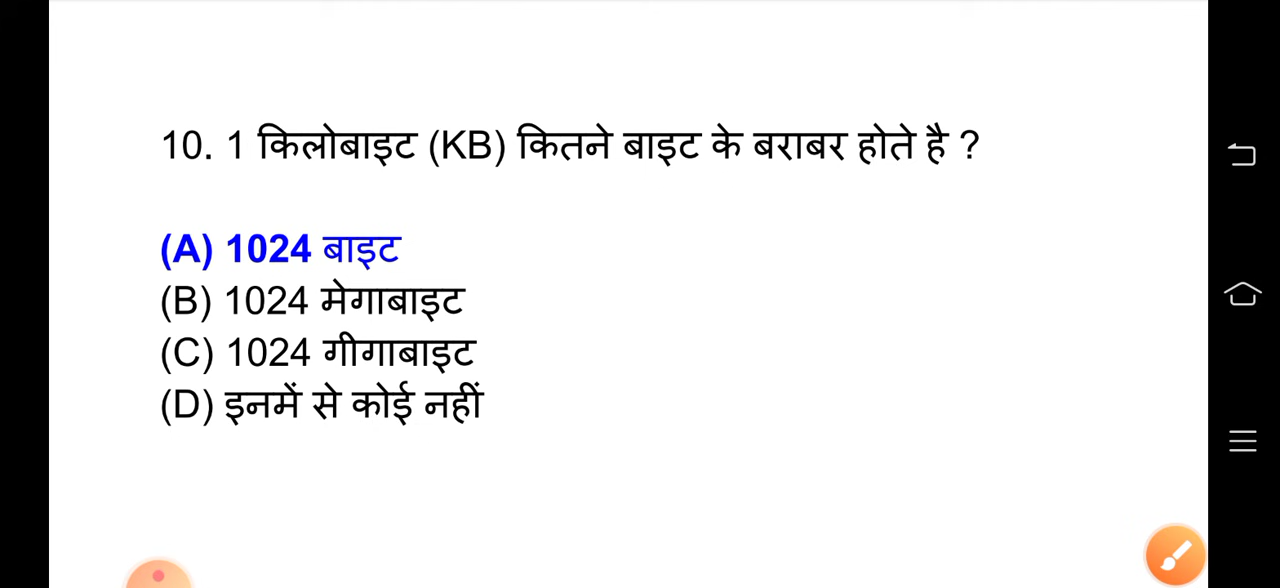 10. 1 किलोबाइट (KB) कितने बाइट के बराबर होते है ?
(A) 1024 बाइट
(B) 1024 मेगाबाइट
(C) 1024 गीगाबाइट
(D) इनमें से कोई नहीं